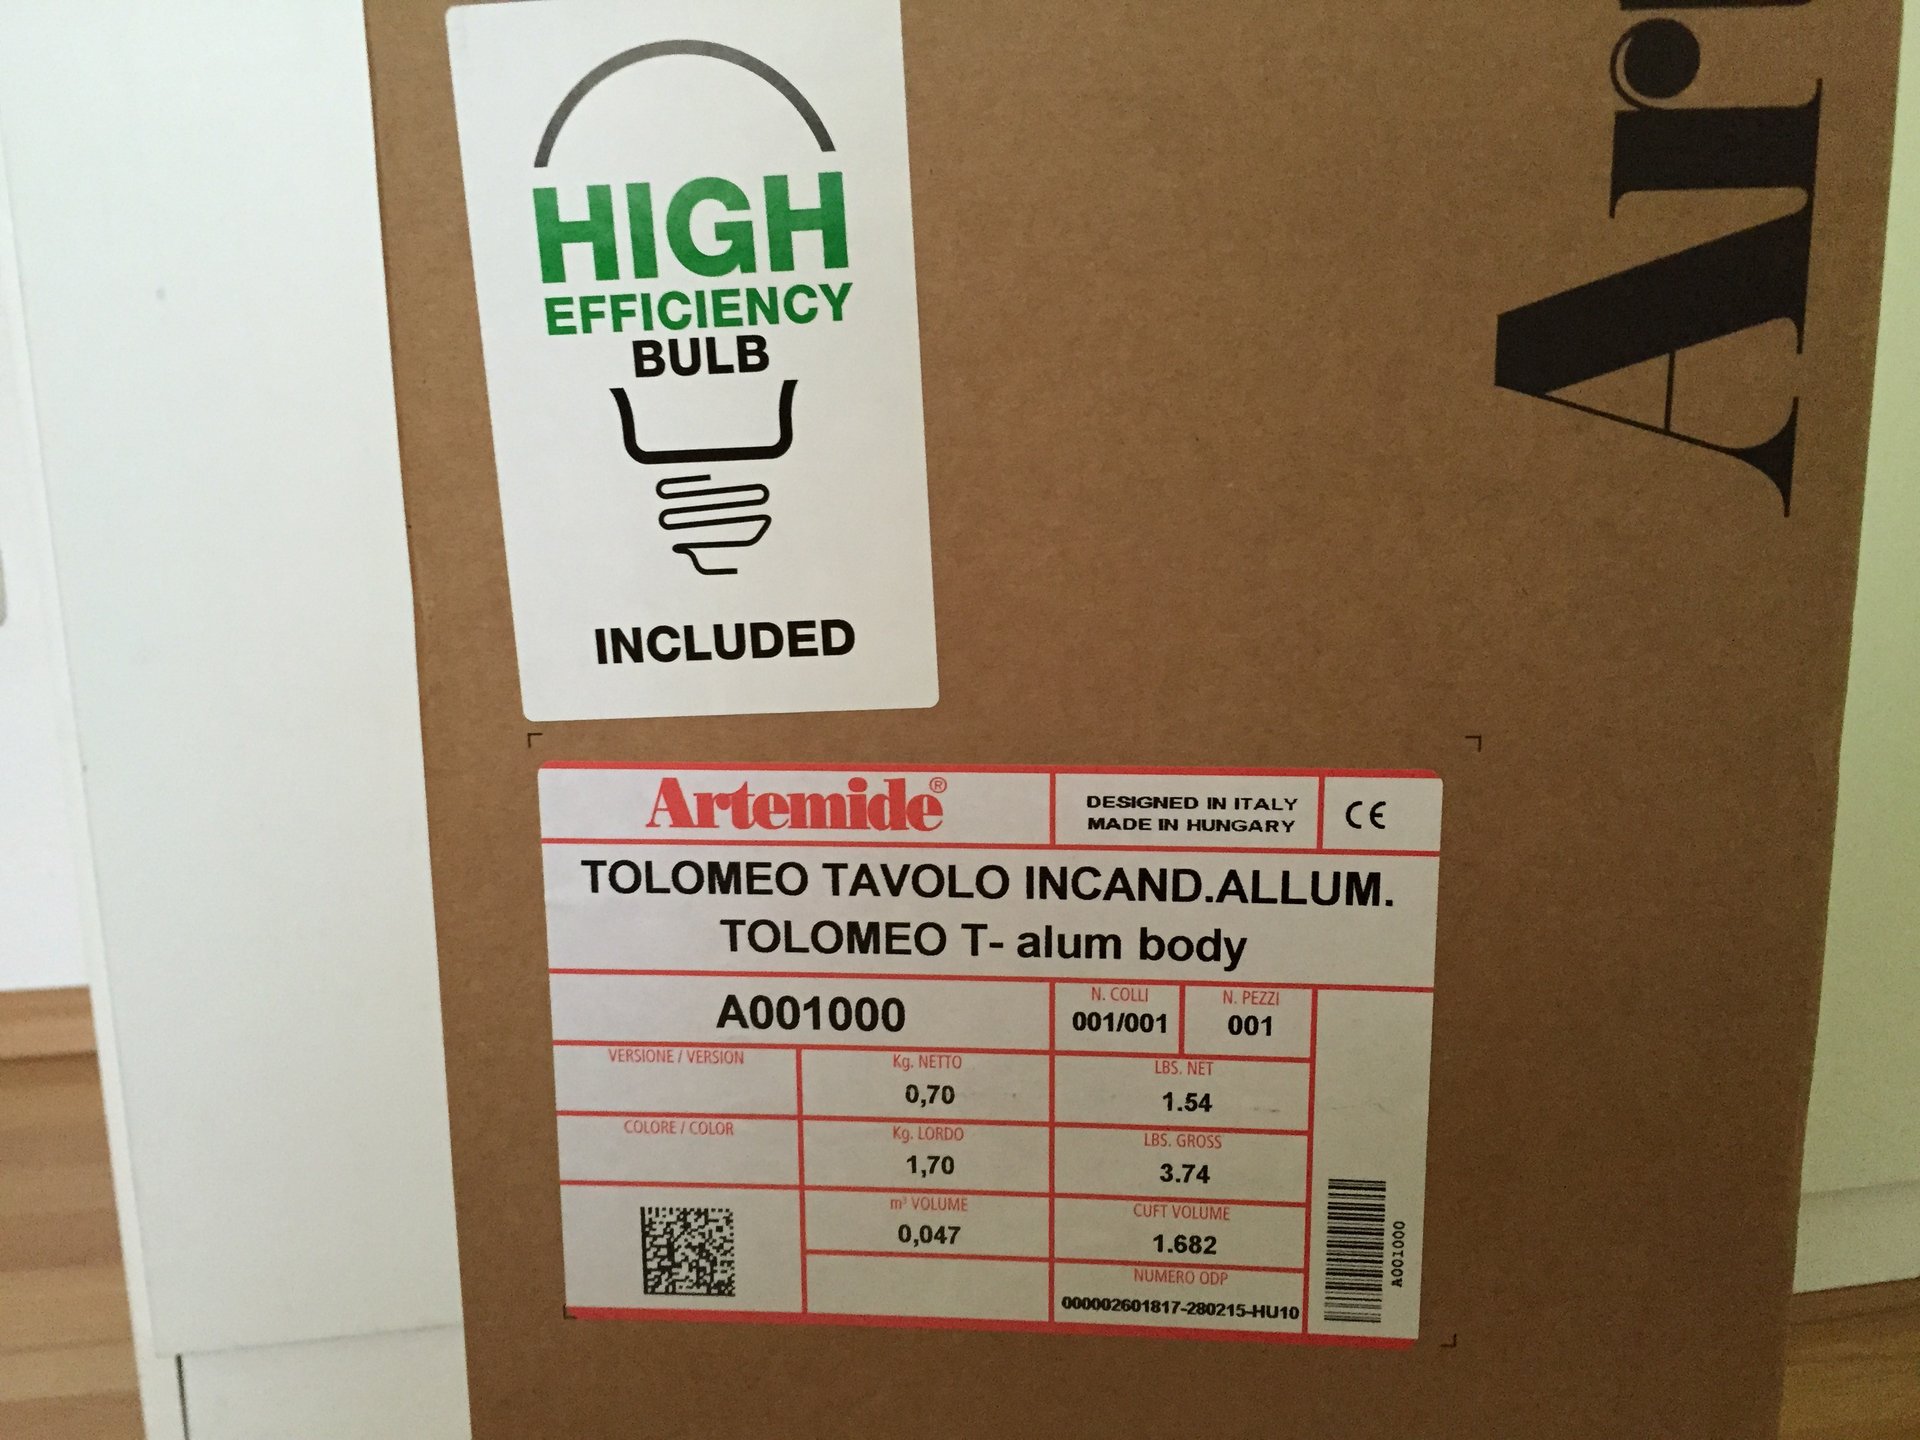 HIGH
EFFICIENCY
BULB
INCLUDED
Ar
Artemide®
DESIGNED IN ITALY
MADE IN HUNGARY
CE
TOLOMEO TAVOLO INCAND.ALLUM.
TOLOMEO T- alum body
A001000
N. COLLI
001/001
N. PEZZI
001
VERSIONE / VERSION
Kg. NETTO
0,70
LBS. NET
1.54
COLORE / COLOR
Kg. LORDO
1,70
LBS. GROSS
3.74
m³ VOLUME
0,047
CUFT VOLUME
1.682
NUMERO ODP
000002601817-280215-HU10
A001000